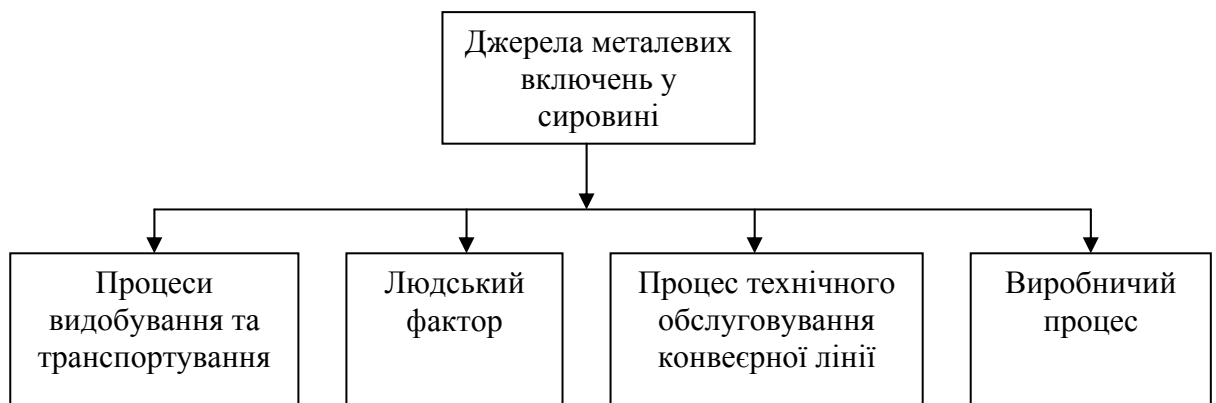 Джерела металевих
включень у
сировині
Процеси
видобування та
транспортування
Людський
фактор
Процес технічного
обслуговування
конвеєрної лінії
Виробничий
процес